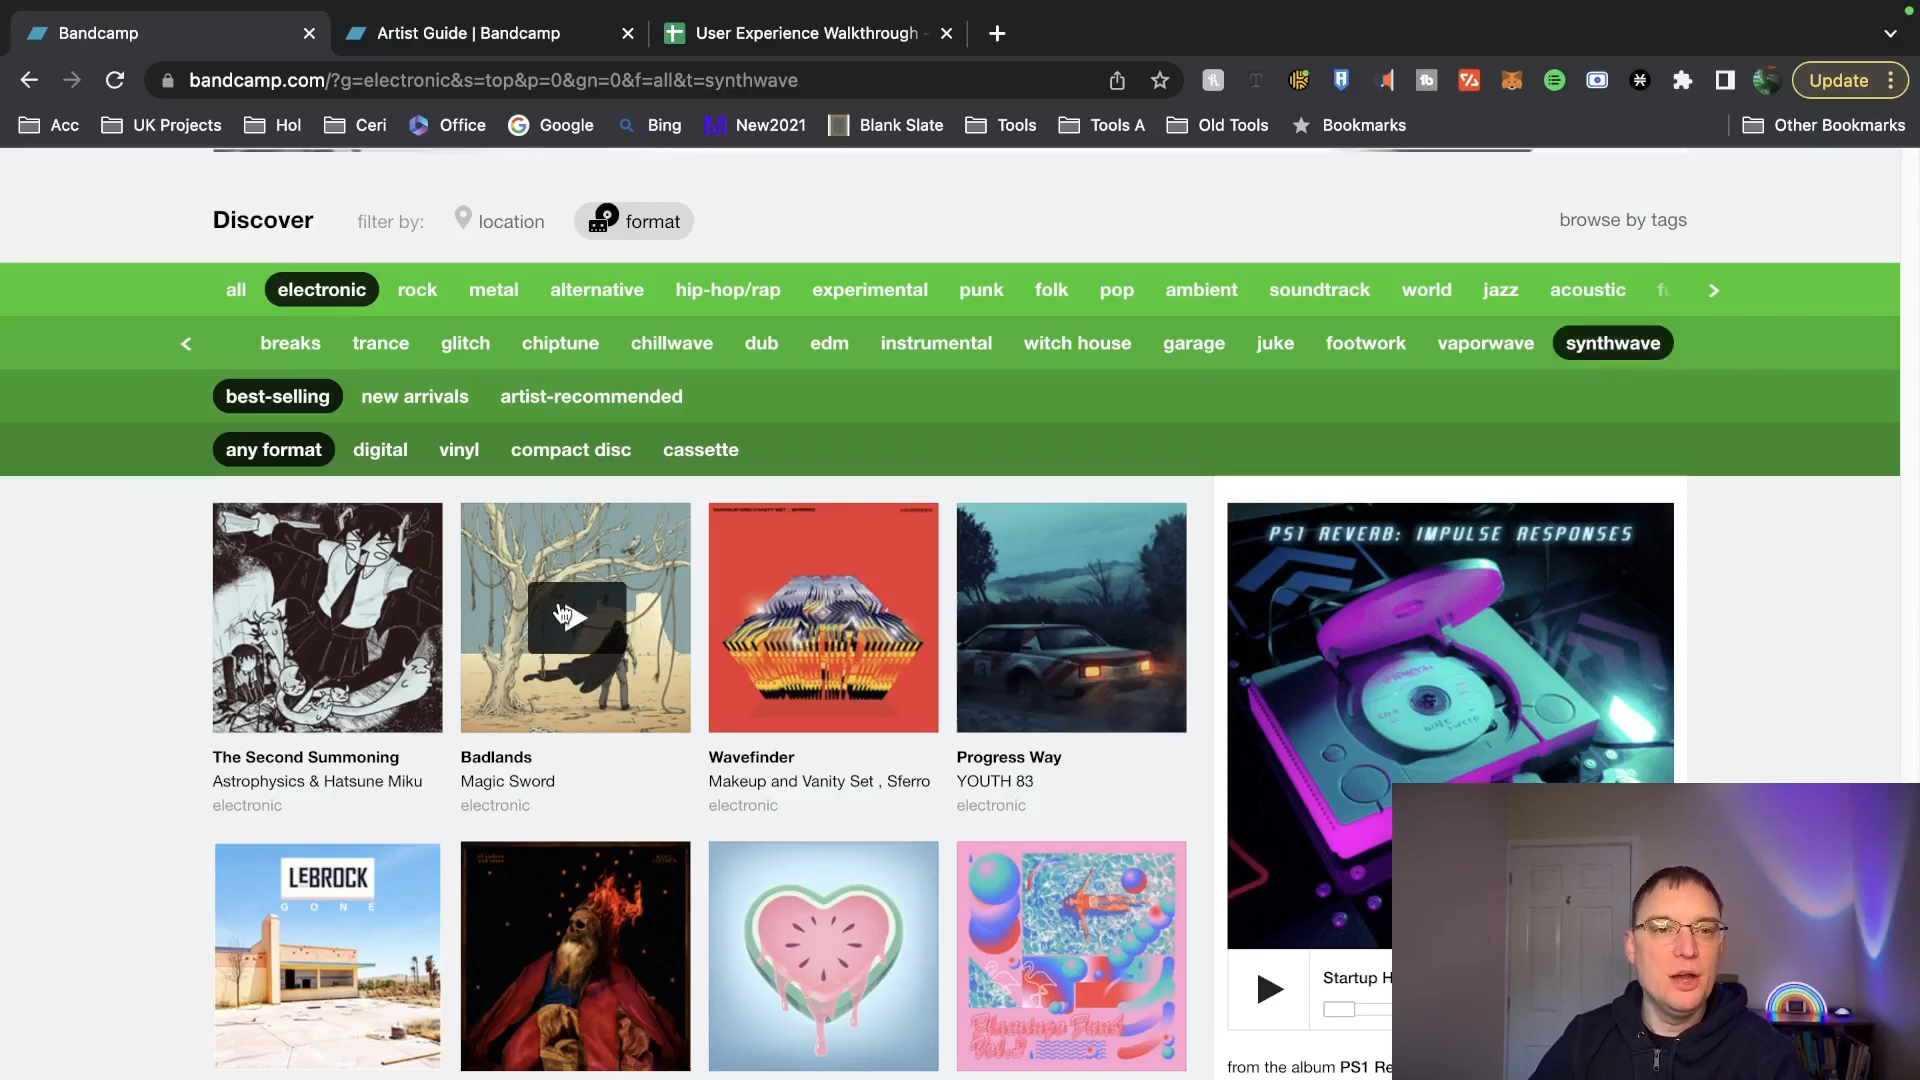 Bandcamp
Artist Guide | Bandcamp
User Experience Walkthrough -
bandcamp.com/?g=electronic&s=top&p=0&gn=0&f=all&t=synthwave
Update
Acc
UK Projects
Hol
Ceri
Office
Google
Bing
New2021
Blank Slate
Tools
Tools A
Old Tools
Bookmarks
Other Bookmarks
Discover filter by: location format browse by tags
all electronic rock metal alternative hip-hop/rap experimental punk folk pop ambient soundtrack world jazz acoustic
breaks trance glitch chiptune chillwave dub edm instrumental witch house garage juke footwork vaporwave synthwave
best-selling new arrivals artist-recommended
any format digital vinyl compact disc cassette
PS1 REVERB: IMPULSE RESPONSES
The Second Summoning
Astrophysics & Hatsune Miku
electronic
Badlands
Magic Sword
electronic
Wavefinder
Makeup and Vanity Set , Sferro
electronic
Progress Way
YOUTH 83
electronic
LEBROCK
GONE
Flamingo Funk
Vol.3
Startup H
from the album PS1 Re